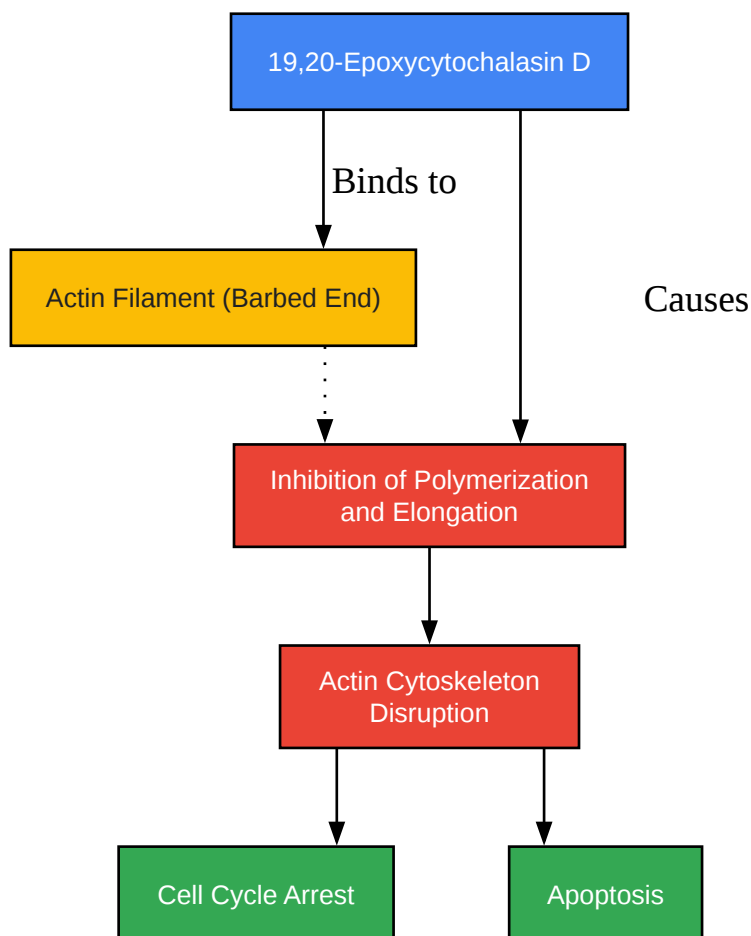 19,20-Epoxycytochalasin D
Binds to
Actin Filament (Barbed End)
Causes
Inhibition of Polymerization
and Elongation
Actin Cytoskeleton
Disruption
Cell Cycle Arrest
Apoptosis